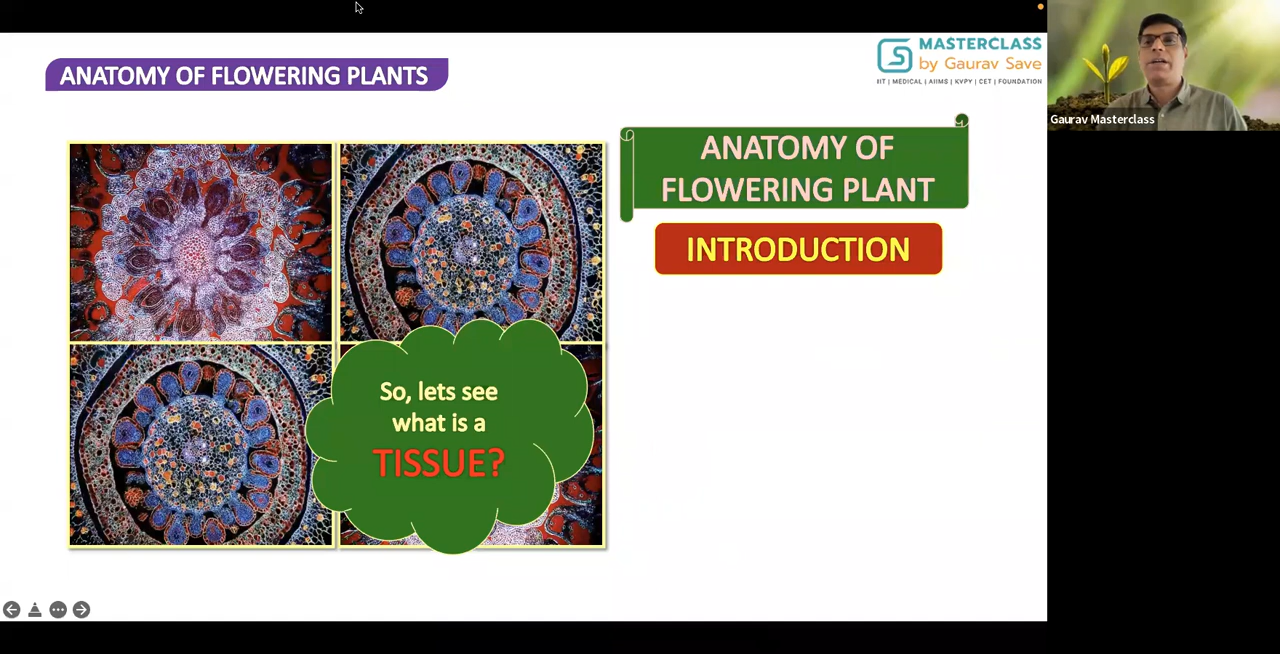 ANATOMY OF FLOWERING PLANTS
MASTERCLASS
by Gaurav Save
IIT | MEDICAL | AIIMS | KVPY | CET | FOUNDATION
Gaurav Masterclass
ANATOMY OF
FLOWERING PLANT
INTRODUCTION
So, lets see
what is a
TISSUE?